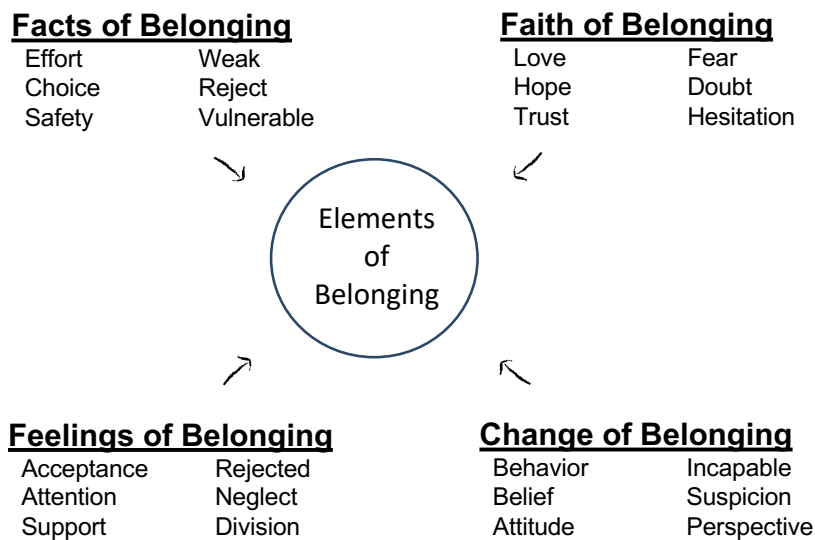 Facts of Belonging
Effort Weak
Choice Reject
Safety Vulnerable
Faith of Belonging
Love Fear
Hope Doubt
Trust Hesitation
Elements
of
Belonging
Feelings of Belonging
Acceptance Rejected
Attention Neglect
Support Division
Change of Belonging
Behavior Incapable
Belief Suspicion
Attitude Perspective